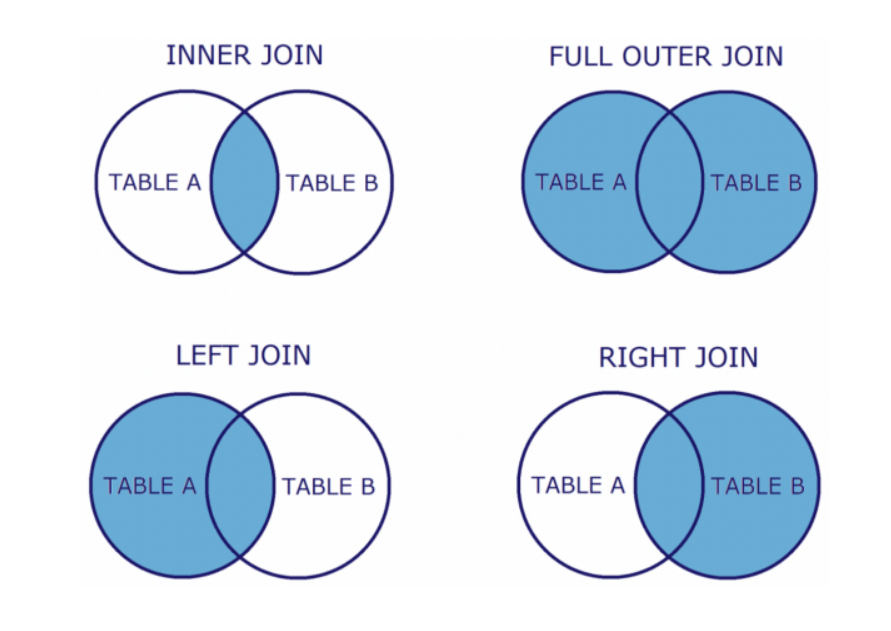 INNER JOIN
FULL OUTER JOIN
TABLE A
TABLE B
TABLE A
TABLE B
LEFT JOIN
RIGHT JOIN
TABLE A
TABLE B
TABLE A
TABLE B